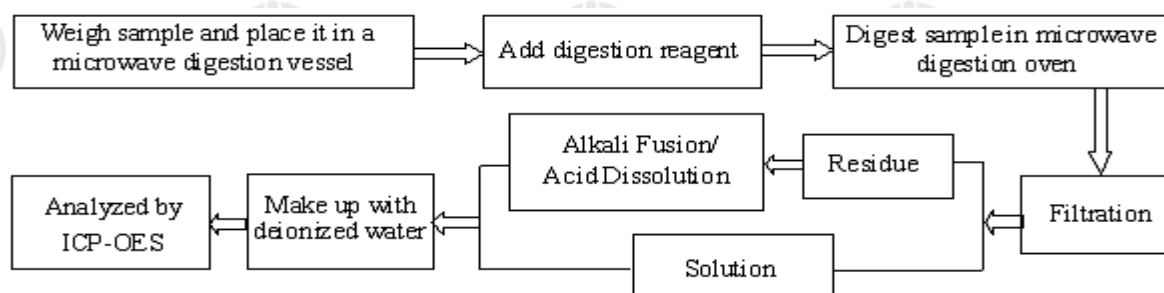 Weigh sample and place it in a
microwave digestion vessel
Add digestion reagent
Digest sample in microwave
digestion oven
Alkali Fusion/
Acid Dissolution
Residue
Filtration
Analyzed by
ICP-OES
Make up with
deionized water
Solution